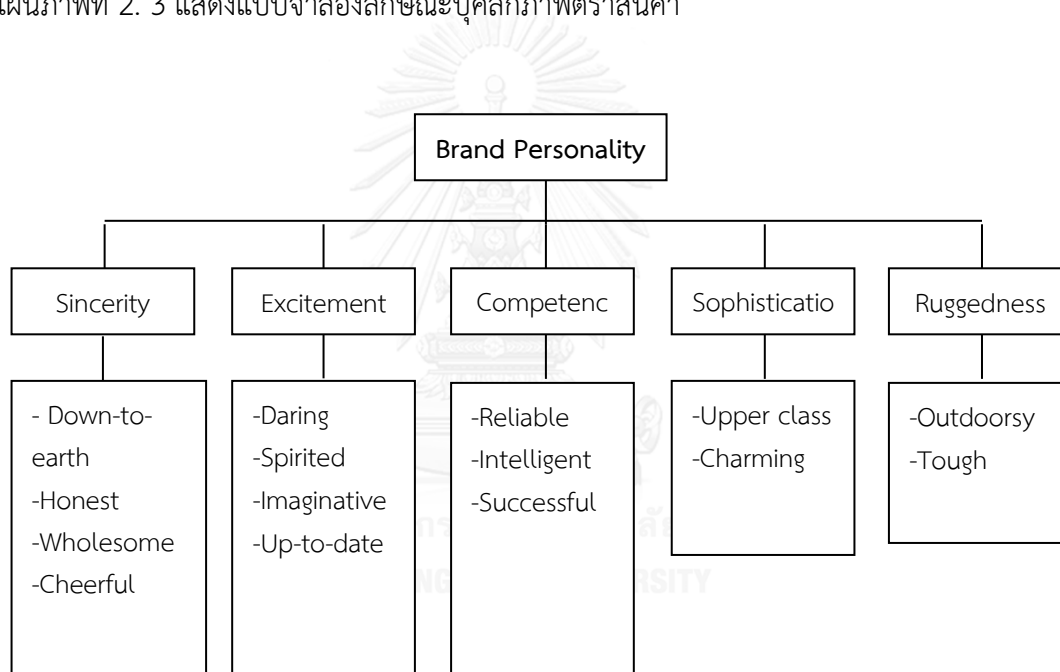 แผนภาพที่ 2. 3 แสดงแบบจำลองลักษณะบุคลิกภาพตราสินค้า
Brand Personality
Sincerity
Excitement
Competenc
Sophisticatio
Ruggedness
- Down-to-
earth
-Honest
-Wholesome
-Cheerful
-Daring
-Spirited
-Imaginative
-Up-to-date
-Reliable
-Intelligent
-Successful
-Upper class
-Charming
-Outdoorsy
-Tough